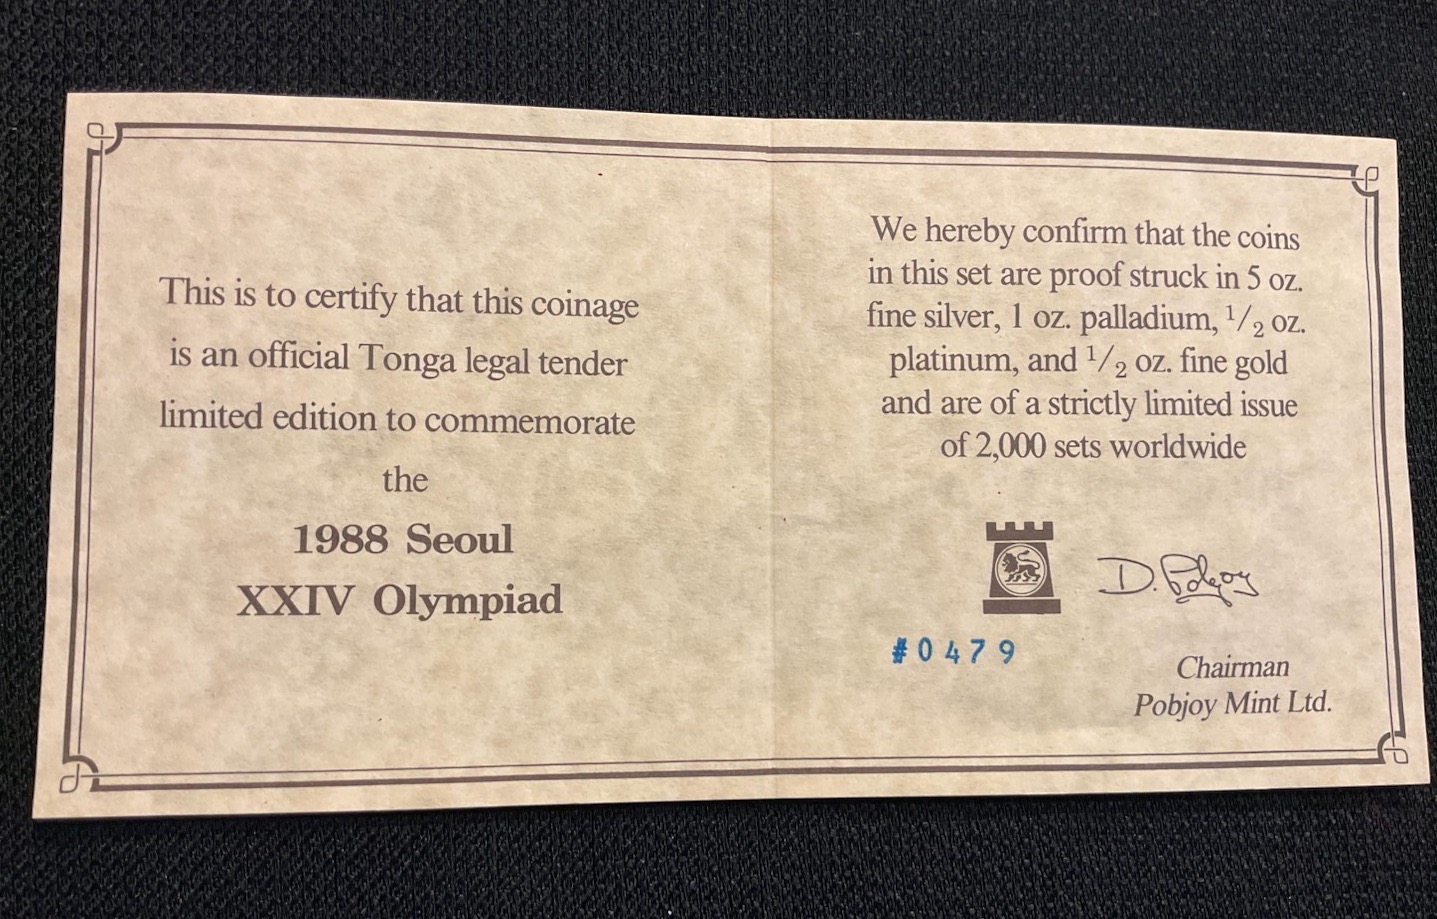 This is to certify that this coinage
is an official Tonga legal tender
limited edition to commemorate
the
1988 Seoul
XXIV Olympiad
We hereby confirm that the coins
in this set are proof struck in 5 oz.
fine silver, 1 oz. palladium, 1/2 oz.
platinum, and 1/2 oz. fine gold
and are of a strictly limited issue
of 2,000 sets worldwide
D. Pobjoy
#0479
Chairman
Pobjoy Mint Ltd.